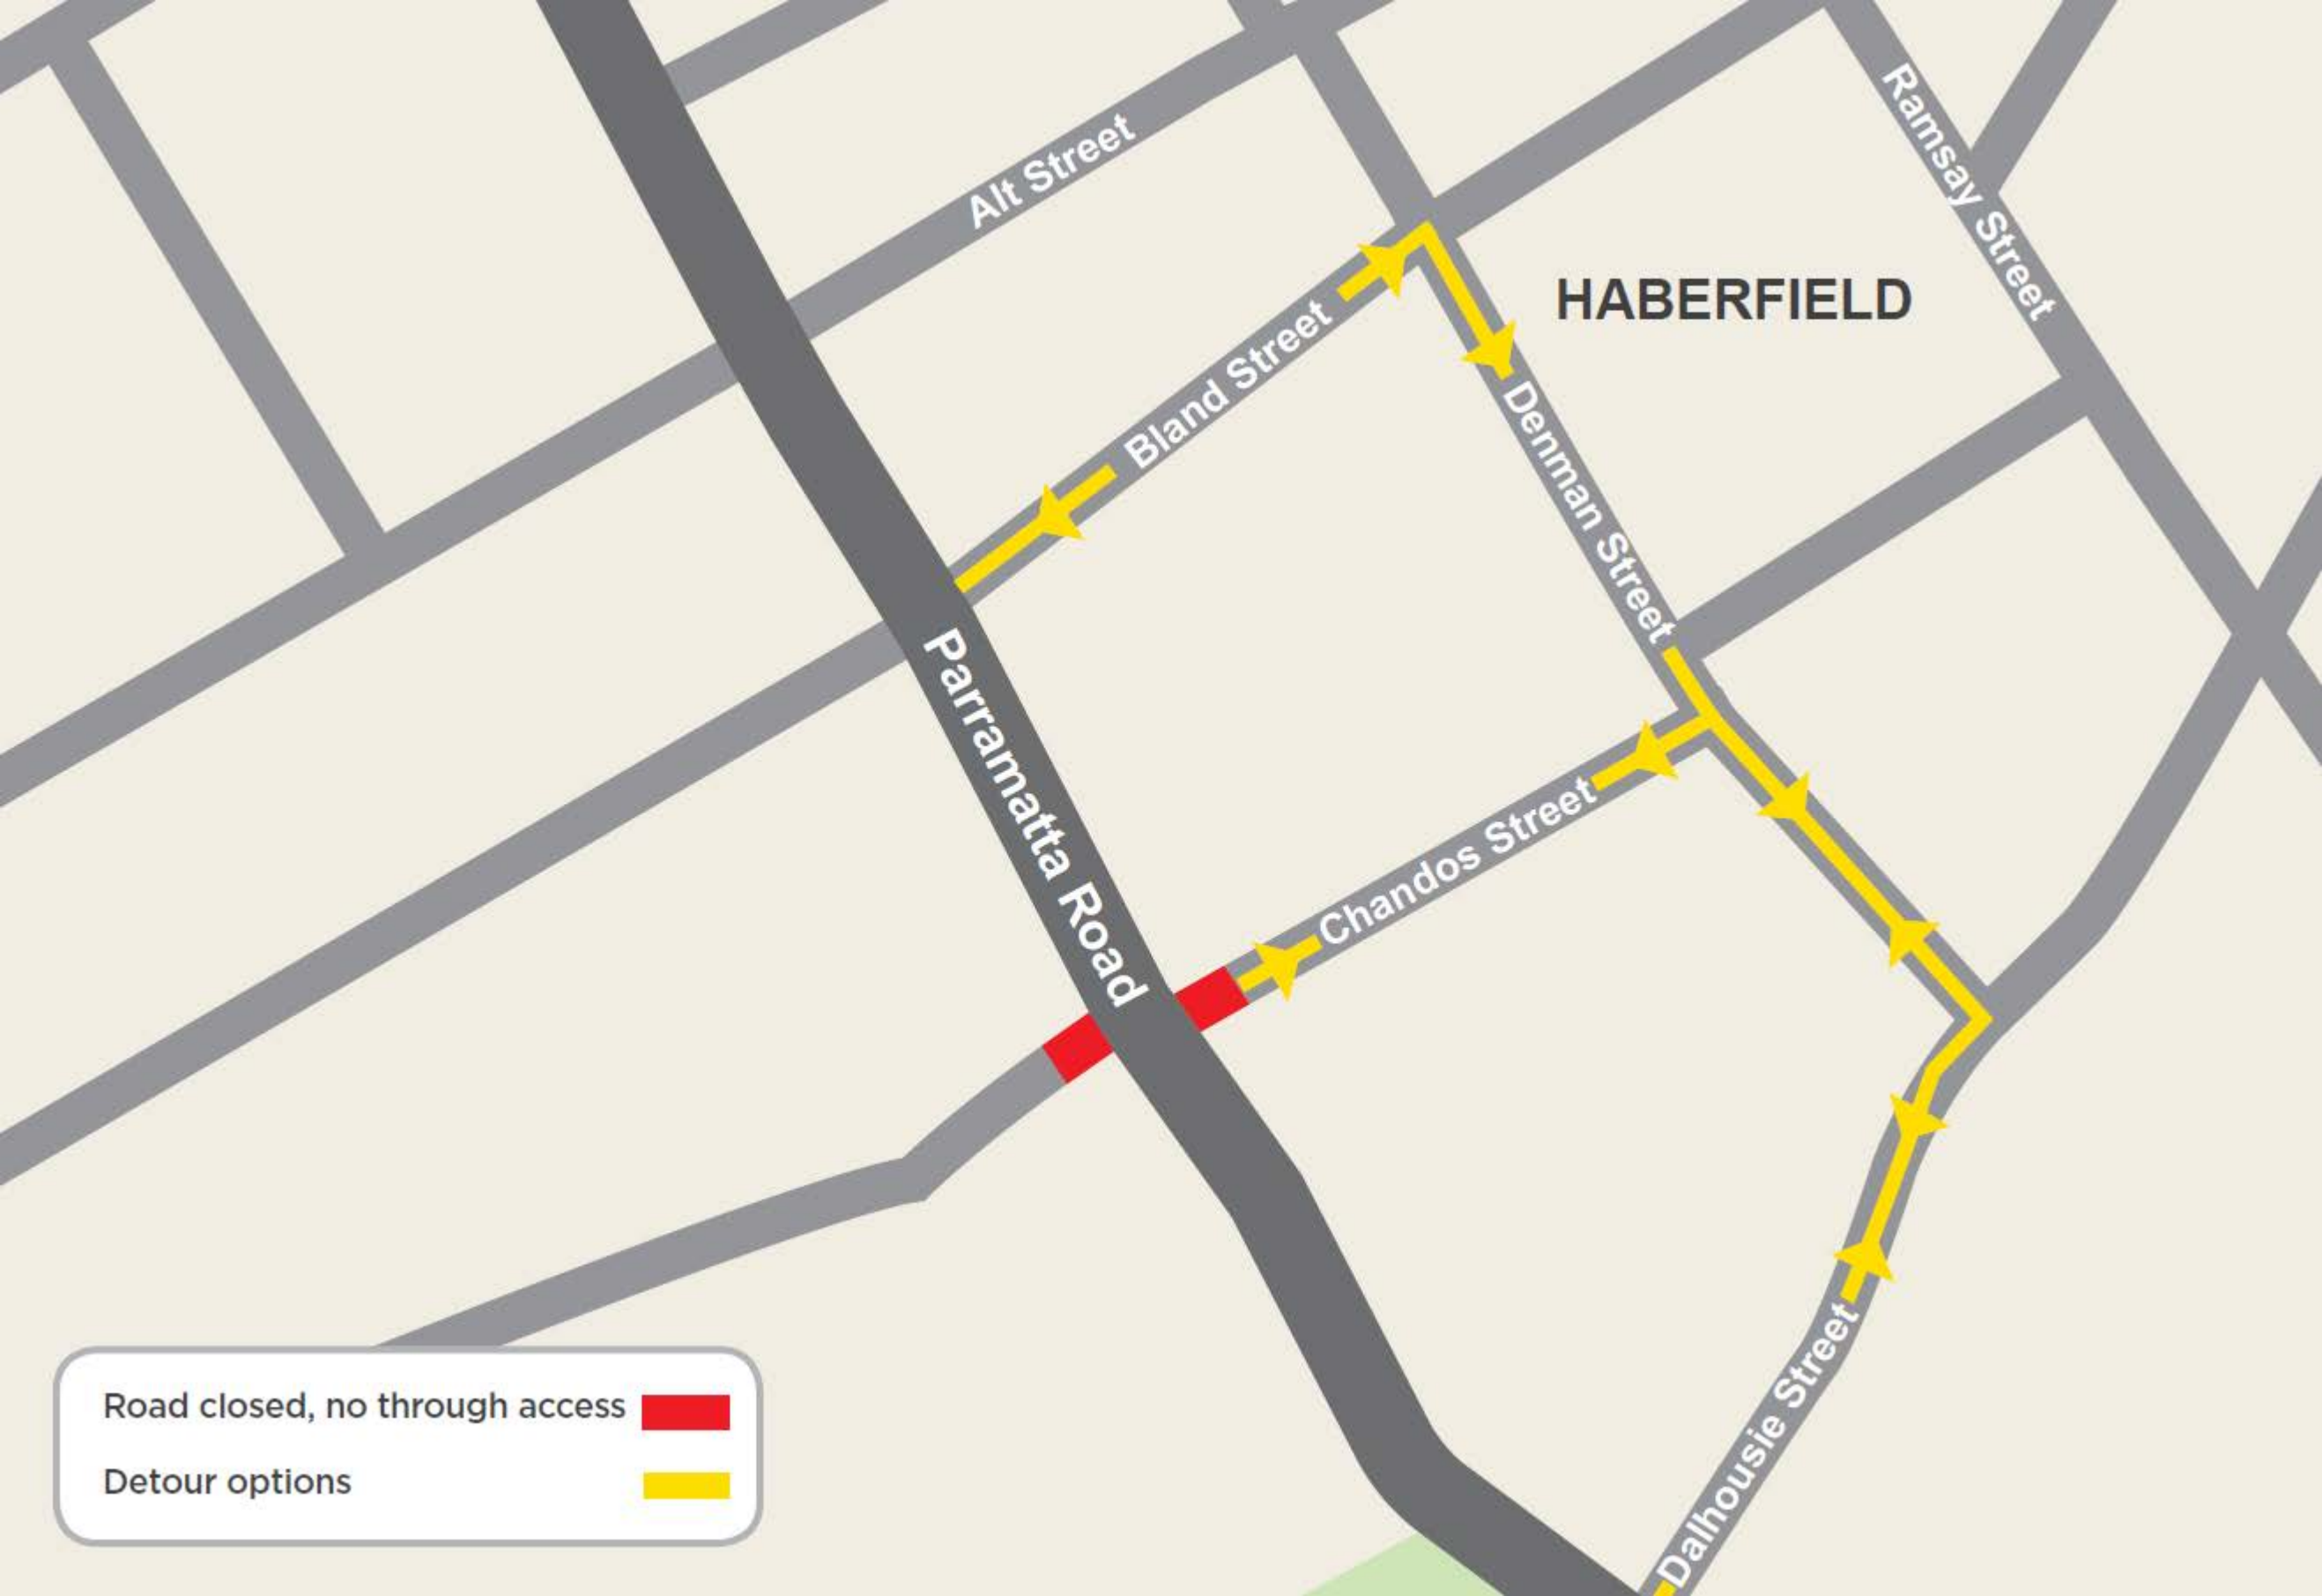 Alt Street
Ramsay Street
HABERFIELD
Bland Street
Denman Street
Parramatta Road
Chandos Street
Dalhousie Street
Road closed, no through access
Detour options